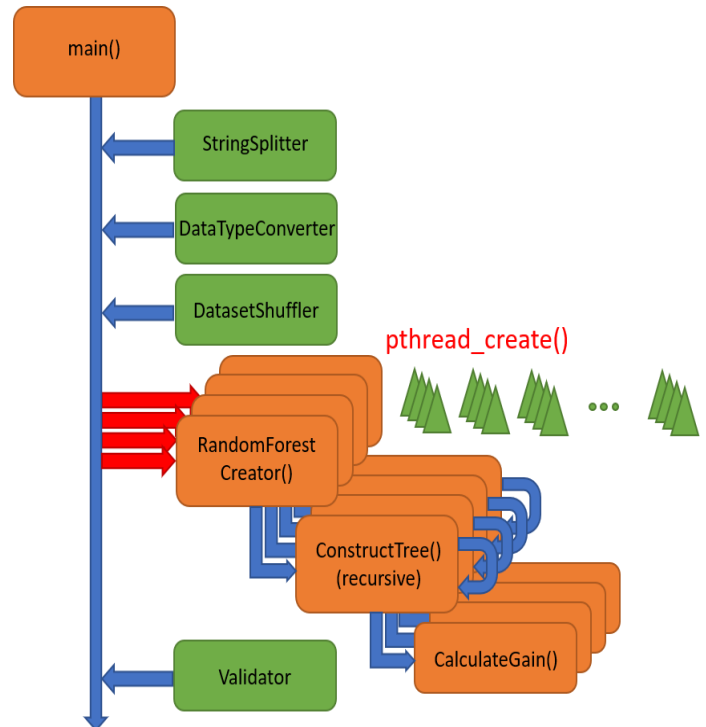 main()
StringSplitter
DataTypeConverter
DatasetShuffler
pthread_create()
...
RandomForest
Creator()
ConstructTree()
(recursive)
CalculateGain()
Validator